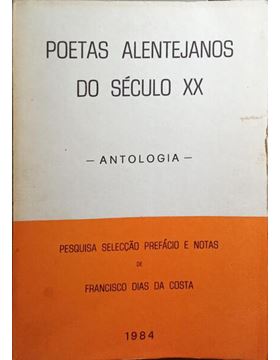 POETAS ALENTEJANOS
DO SÉCULO XX
- ANTOLOGIA -
PESQUISA SELECÇÃO PREFÁCIO E NOTAS
DE
FRANCISCO DIAS DA COSTA
1984